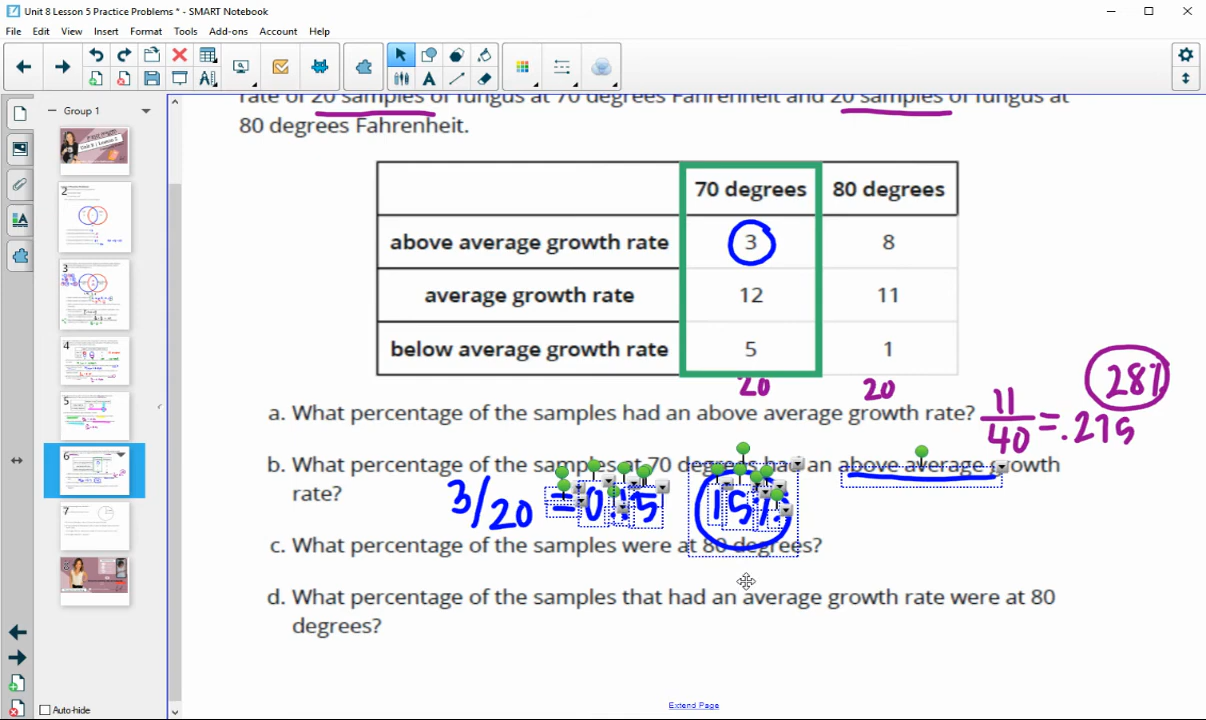 Unit 8 Lesson 5 Practice Problems * - SMART Notebook
File Edit View Insert Format Tools Add-ons Account Help
Group 1
rate of 20 samples of fungus at 70 degrees Fahrenheit and 20 samples of fungus at
80 degrees Fahrenheit.
70 degrees 80 degrees
above average growth rate 3 8
average growth rate 12 11
below average growth rate 5 1
20 20
a. What percentage of the samples had an above average growth rate? 11/40 = .275 28%
b. What percentage of the samples at 70 degrees had an above average growth
rate?
3/20 = 0.15 15%
c. What percentage of the samples were at 80 degrees?
d. What percentage of the samples that had an average growth rate were at 80
degrees?
2
3
4
5
6
7
Auto-hide
Extend Page